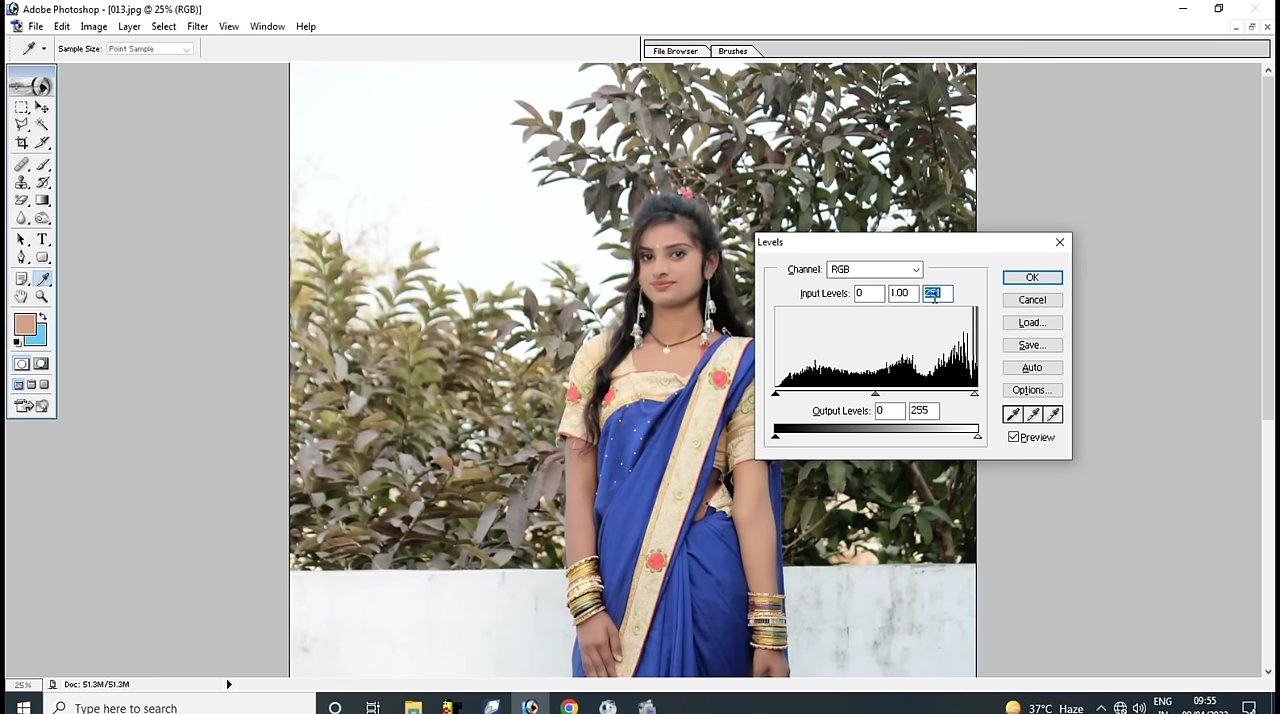 Adobe Photoshop - [013.jpg @ 25% (RGB)]
File Edit Image Layer Select Filter View Window Help
Sample Size: Point Sample
File Browser Brushes
Levels
Channel: RGB
OK
Input Levels: 0 1.00 251
Cancel
Load...
Save...
Auto
Options...
Output Levels: 0 255
Preview
T
25% Doc: 51.3M/51.3M
Type here to search
37°C Haze
ENG
09:55